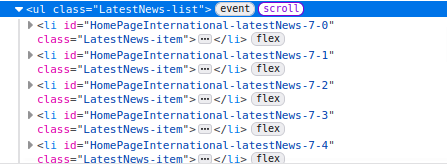 <ul class="LatestNews-list"> event scroll
<li id="HomePageInternational-latestNews-7-0"
class="LatestNews-item"> ⋯ </li> flex
<li id="HomePageInternational-latestNews-7-1"
class="LatestNews-item"> ⋯ </li> flex
<li id="HomePageInternational-latestNews-7-2"
class="LatestNews-item"> ⋯ </li> flex
<li id="HomePageInternational-latestNews-7-3"
class="LatestNews-item"> ⋯ </li> flex
<li id="HomePageInternational-latestNews-7-4"
class="LatestNews-item"> ⋯ </li> flex